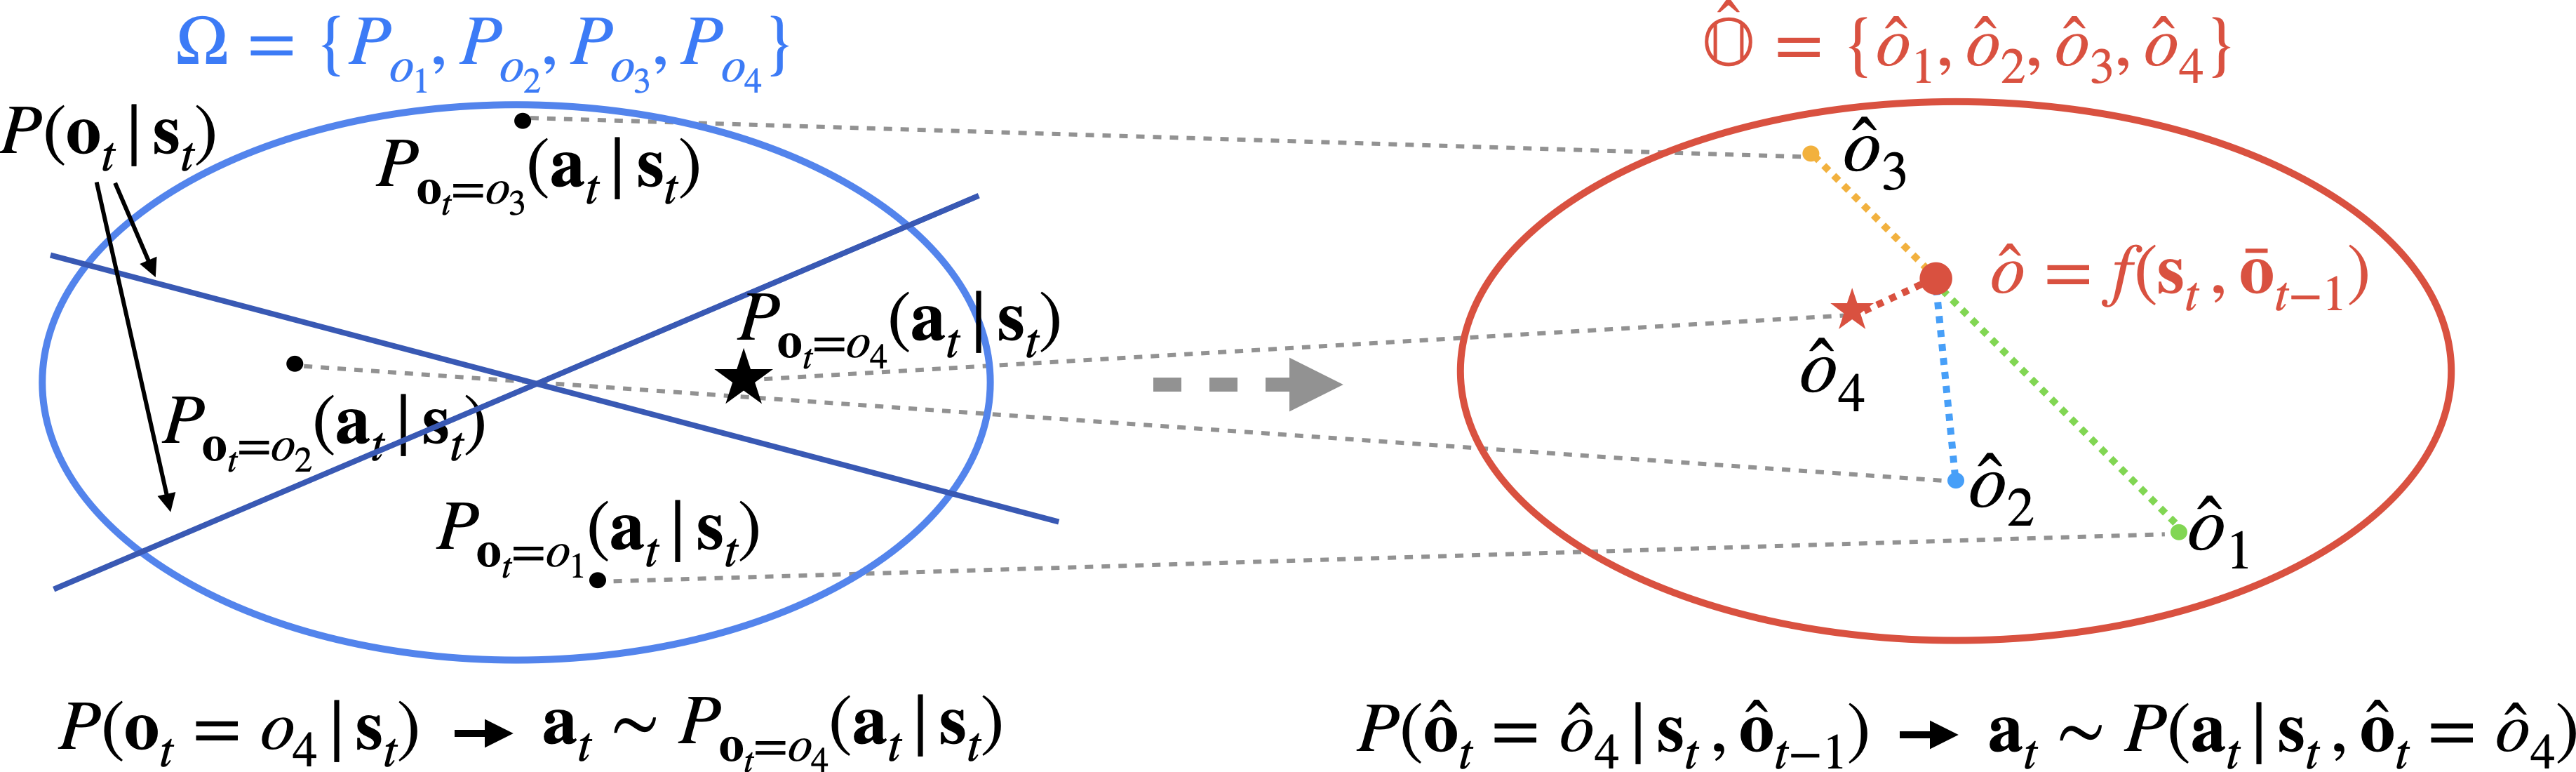 Ω = {P_{o_1}, P_{o_2}, P_{o_3}, P_{o_4}}
𝕆̂ = {ô_1, ô_2, ô_3, ô_4}
P(𝐨_t | 𝐬_t)
P_{𝐨_t=o_3}(𝐚_t | 𝐬_t)
ô_3
P_{𝐨_t=o_4}(𝐚_t | 𝐬_t)
ô = f(𝐬_t, 𝐨̄_{t−1})
ô_4
P_{𝐨_t=o_2}(𝐚_t | 𝐬_t)
ô_2
P_{𝐨_t=o_1}(𝐚_t | 𝐬_t)
ô_1
P(𝐨_t = o_4 | 𝐬_t) → 𝐚_t ∼ P_{𝐨_t=o_4}(𝐚_t | 𝐬_t)
P(𝐨̂_t = ô_4 | 𝐬_t, 𝐨̂_{t−1}) → 𝐚_t ∼ P(𝐚_t | 𝐬_t, 𝐨̂_t = ô_4)